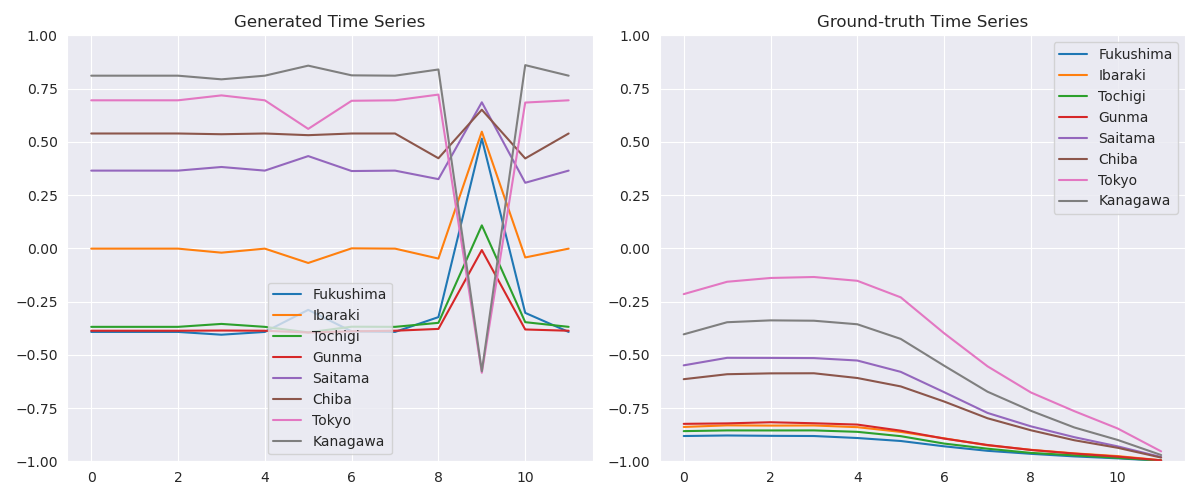 Generated Time Series
1.00
0.75
0.50
0.25
0.00
−0.25
−0.50
−0.75
−1.00
0 2 4 6 8 10
Fukushima
Ibaraki
Tochigi
Gunma
Saitama
Chiba
Tokyo
Kanagawa
Ground-truth Time Series
1.00
0.75
0.50
0.25
0.00
−0.25
−0.50
−0.75
−1.00
0 2 4 6 8 10
Fukushima
Ibaraki
Tochigi
Gunma
Saitama
Chiba
Tokyo
Kanagawa